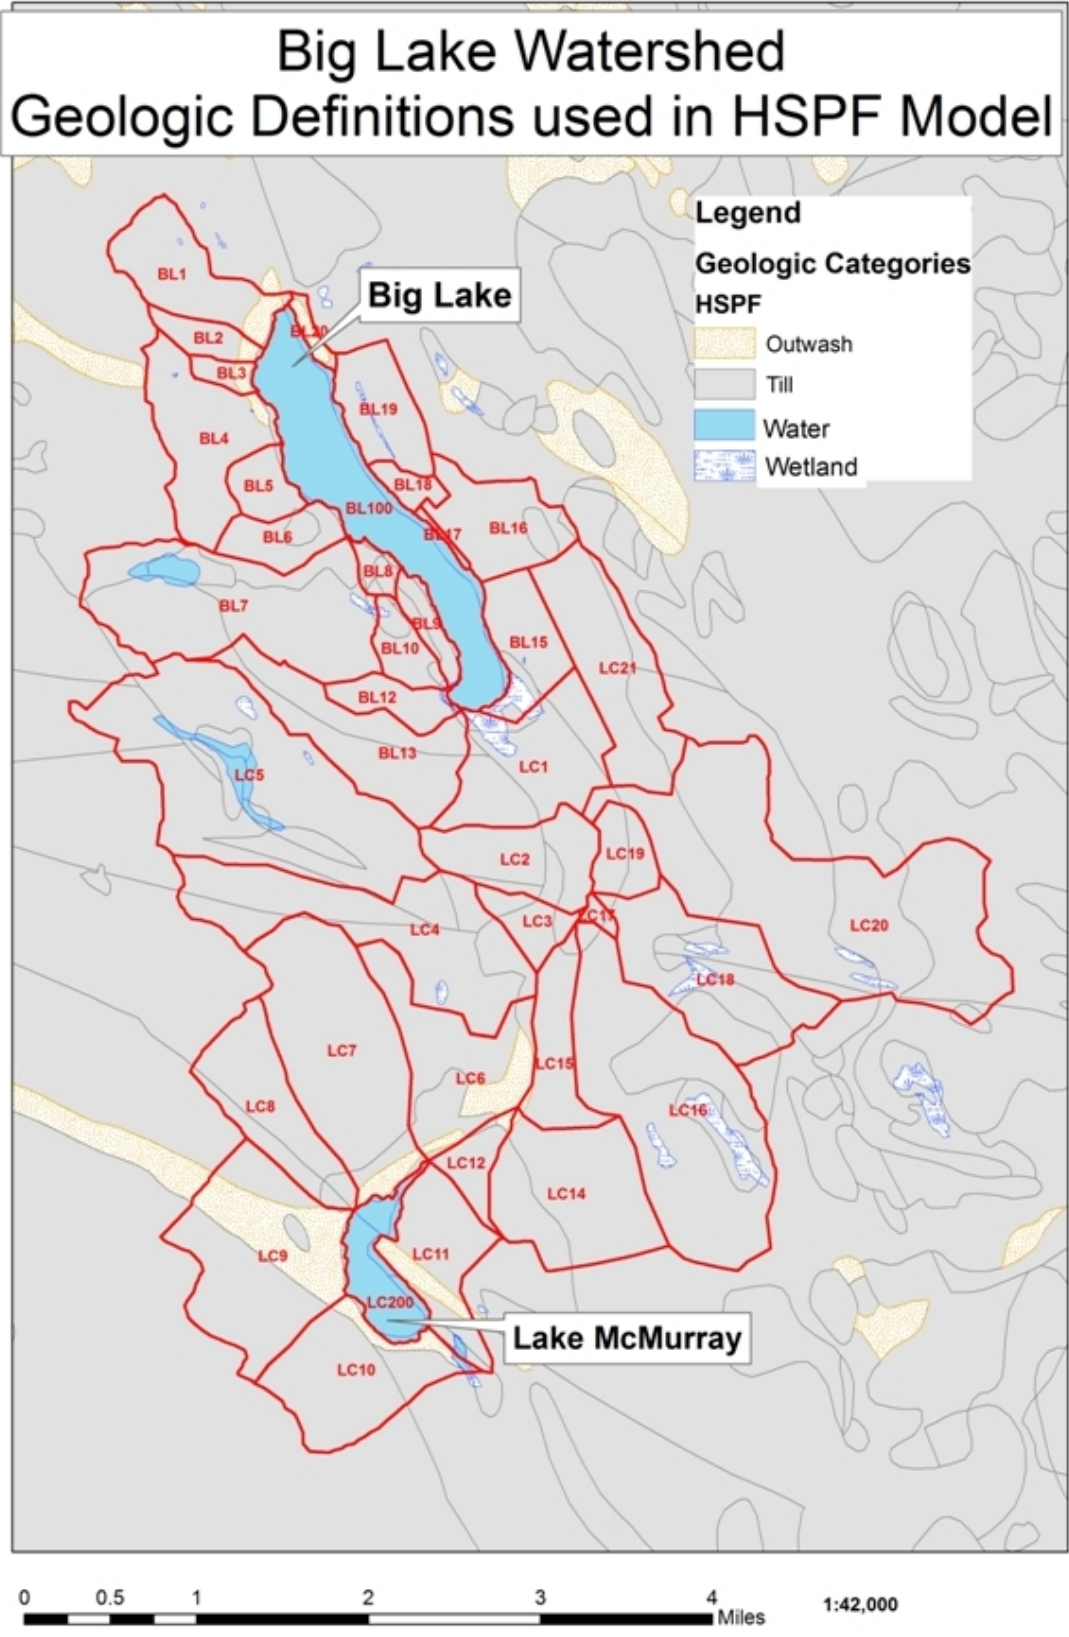 Big Lake Watershed
Geologic Definitions used in HSPF Model
Legend
Geologic Categories
HSPF
Outwash
Till
Water
Wetland
BL1
Big Lake
BL20
BL2
BL3
BL19
BL4
BL5
BL18
BL100
BL17
BL16
BL6
BL8
BL7
BL9
BL10
BL15
LC21
BL12
BL13
LC1
LC5
LC2
LC19
LC3
LC17
LC4
LC20
LC18
LC7
LC15
LC6
LC8
LC16
LC12
LC14
LC9
LC11
LC200
Lake McMurray
LC10
0 0.5 1 2 3 4
Miles
1:42,000